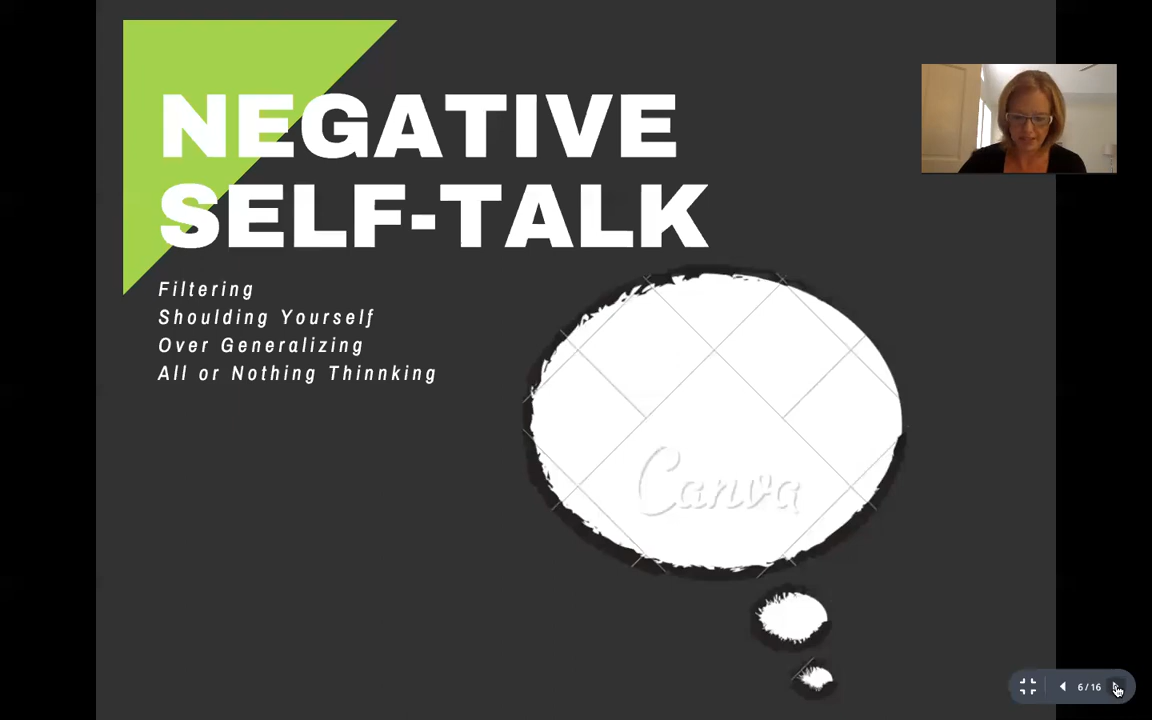 NEGATIVE
SELF-TALK
Filtering
Shoulding Yourself
Over Generalizing
All or Nothing Thinnking
Canva
6/16